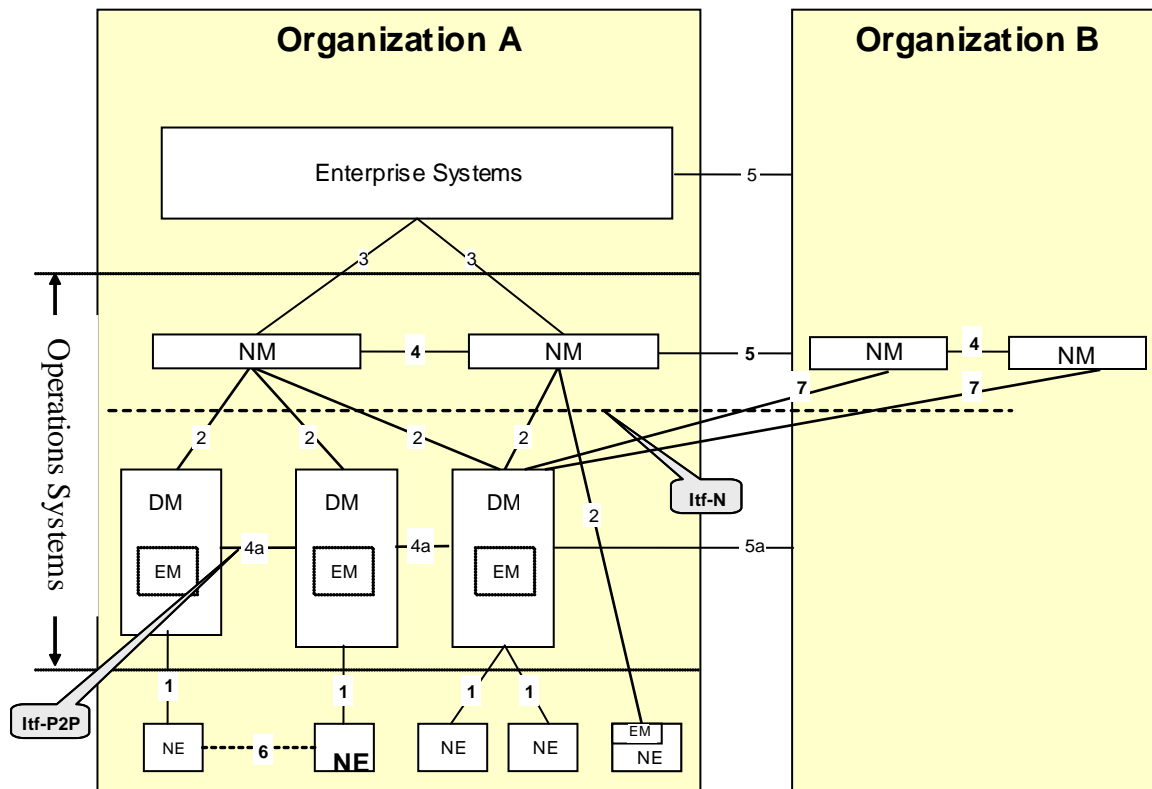 Organization A
Organization B
Enterprise Systems
5
3
3
Operations Systems
NM
4
NM
5
NM
4
NM
7
7
2
2
2
2
Itf-N
DM
DM
DM
2
4a
4a
5a
EM
EM
EM
1
1
1
1
Itf-P2P
NE
6
NE
NE
NE
EM
NE